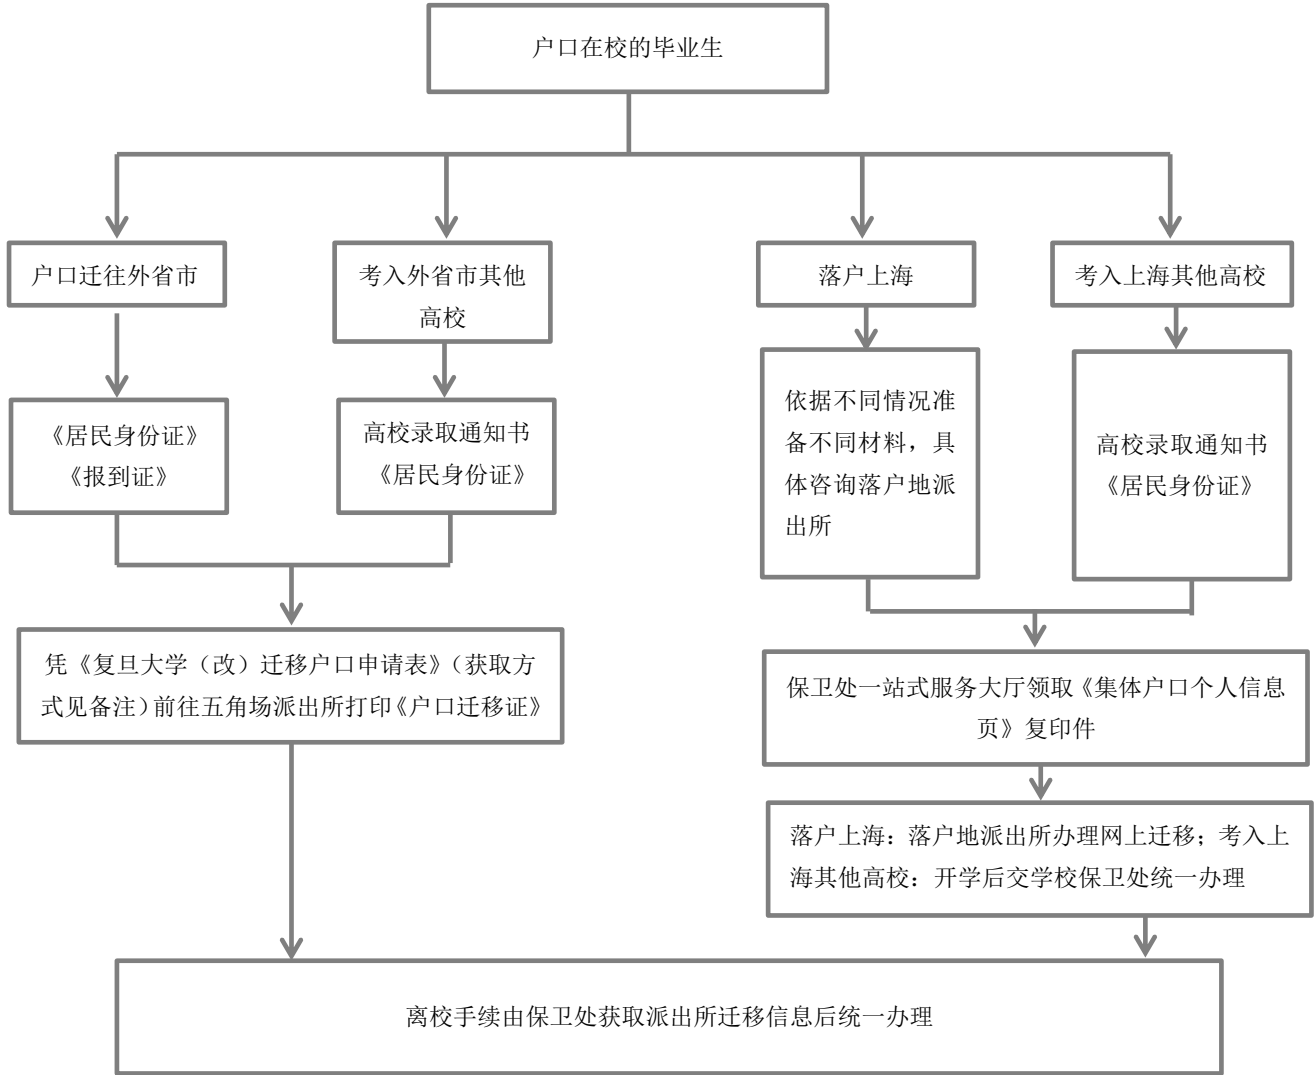 户口在校的毕业生
户口迁往外省市
考入外省市其他
高校
落户上海
考入上海其他高校
《居民身份证》
《报到证》
高校录取通知书
《居民身份证》
依据不同情况准
备不同材料，具
体咨询落户地派
出所
高校录取通知书
《居民身份证》
凭《复旦大学（改）迁移户口申请表》（获取方
式见备注）前往五角场派出所打印《户口迁移证》
保卫处一站式服务大厅领取《集体户口个人信息
页》复印件
落户上海：落户地派出所办理网上迁移；考入上
海其他高校：开学后交学校保卫处统一办理
离校手续由保卫处获取派出所迁移信息后统一办理